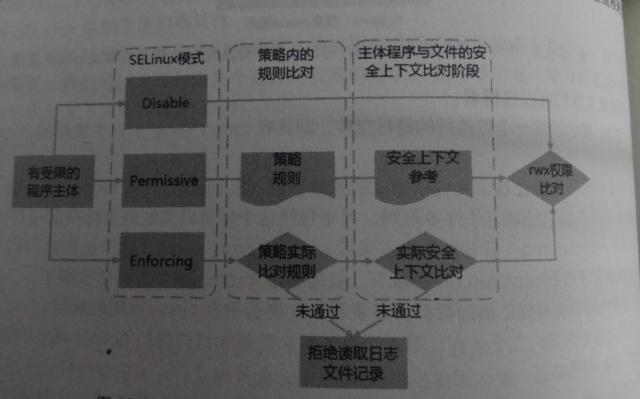 SELinux模式
策略内的
规则比对
主体程序与文件的安
全上下文比对阶段
Disable
有受限的
程序主体
Permissive
策略
规则
安全上下文
参考
rwx权限
比对
Enforcing
策略实际
比对规则
实际安全
上下文比对
未通过
未通过
拒绝读取日志
文件记录